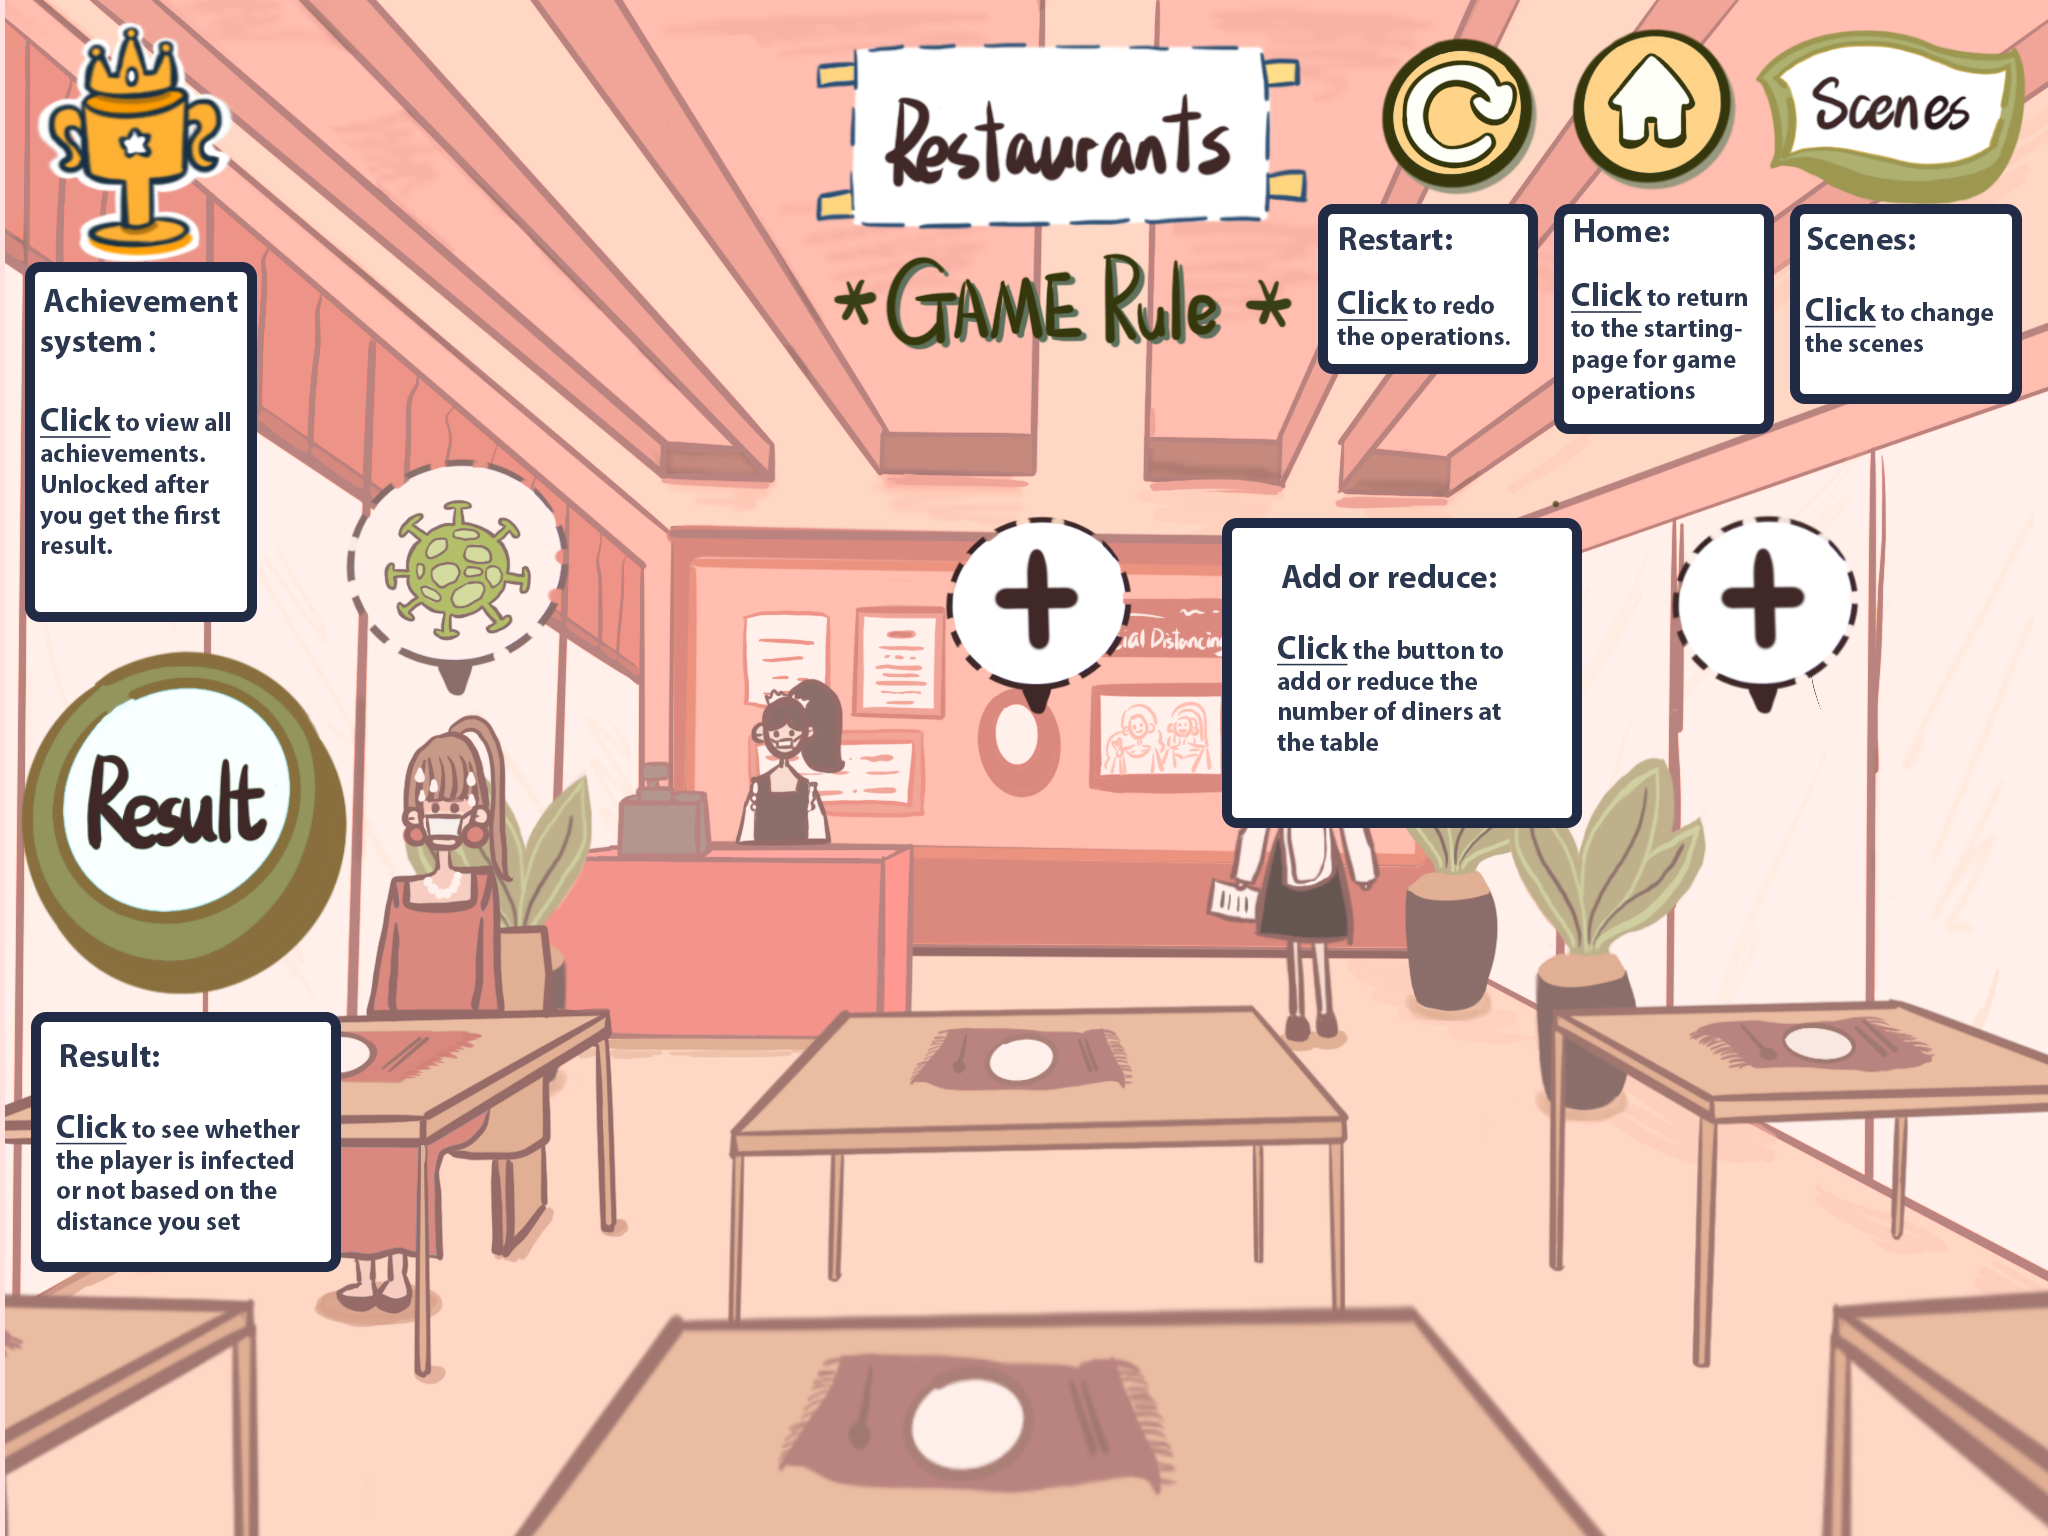 Restaurants
*GAME Rule*
Scenes
Achievement
system:
Click to view all
achievements.
Unlocked after
you get the first
result.
Restart:
Click to redo
the operations.
Home:
Click to return
to the starting-
page for game
operations
Scenes:
Click to change
the scenes
Add or reduce:
Click the button to
add or reduce the
number of diners at
the table
ial Distancing
Result
Result:
Click to see whether
the player is infected
or not based on the
distance you set